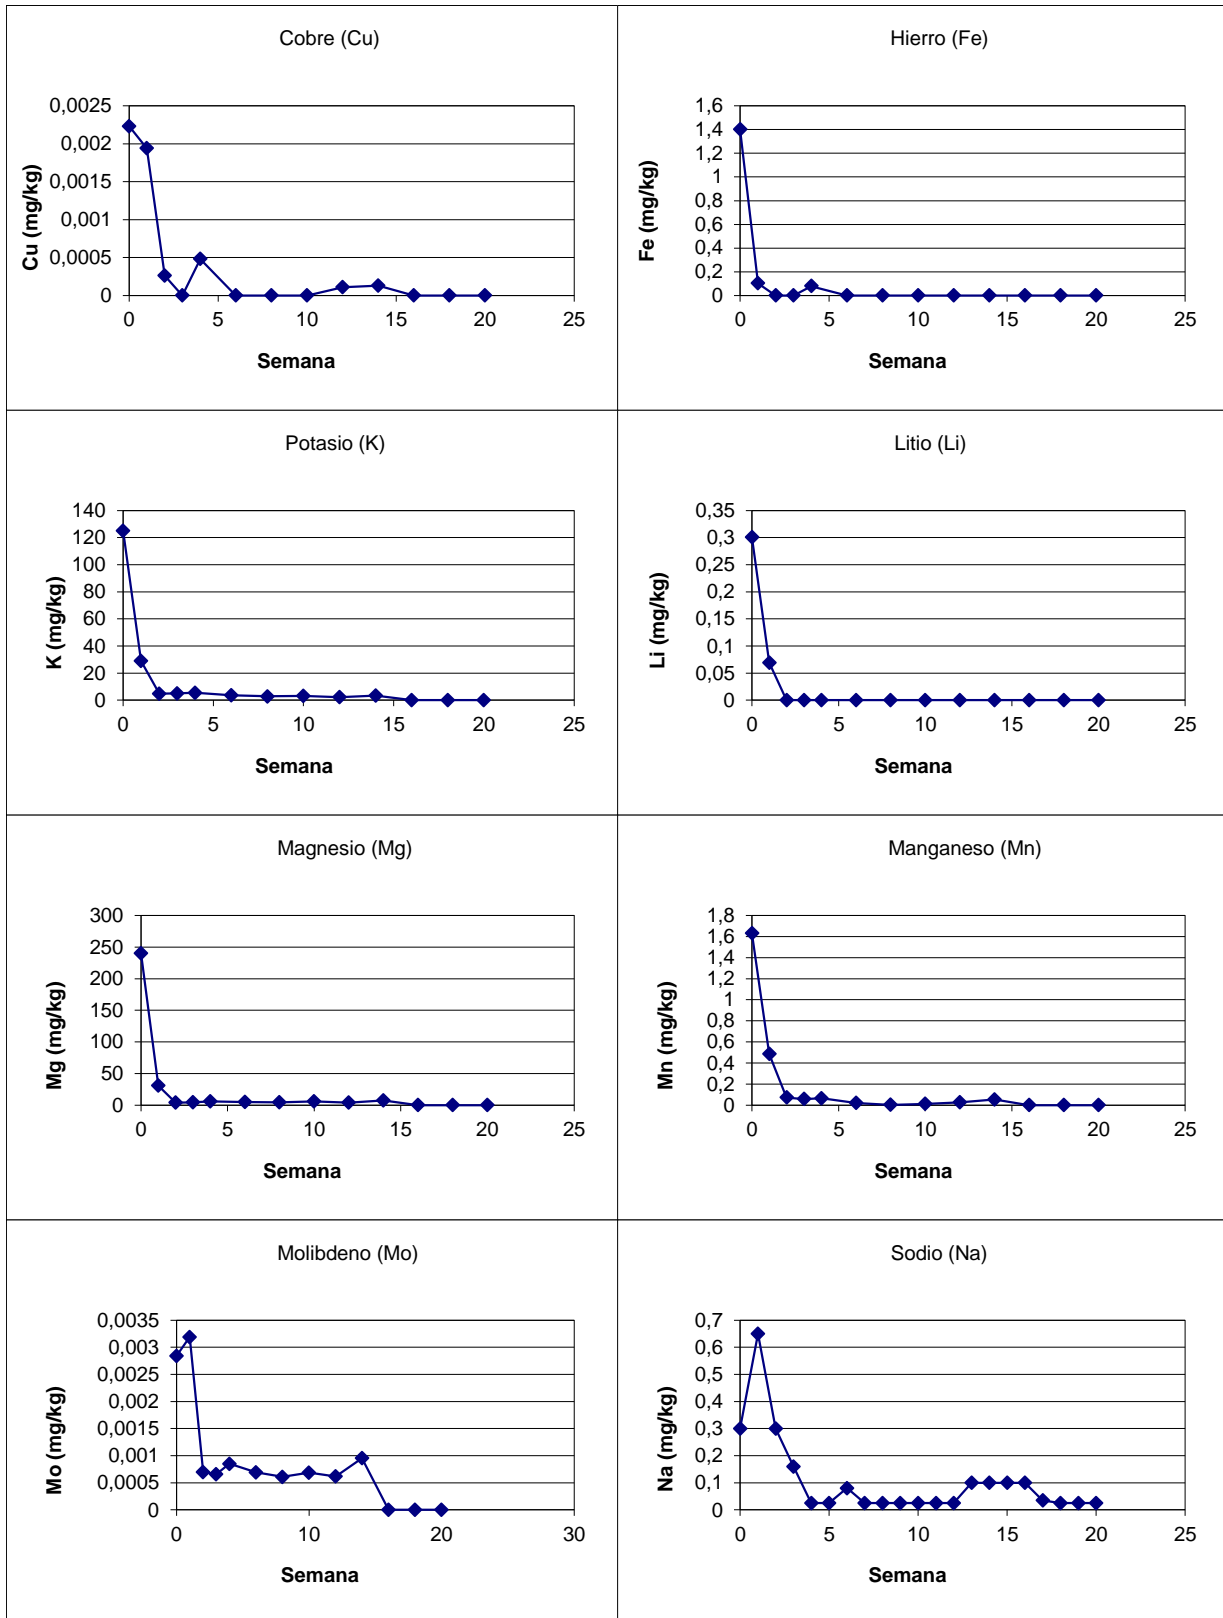 Cobre (Cu)
0,0025
0,002
0,0015
0,001
0,0005
0
Cu (mg/kg)
0 5 10 15 20 25
Semana
Hierro (Fe)
1,6
1,4
1,2
1
0,8
0,6
0,4
0,2
0
Fe (mg/kg)
0 5 10 15 20 25
Semana
Potasio (K)
140
120
100
80
60
40
20
0
K (mg/kg)
0 5 10 15 20 25
Semana
Litio (Li)
0,35
0,3
0,25
0,2
0,15
0,1
0,05
0
Li (mg/kg)
0 5 10 15 20 25
Semana
Magnesio (Mg)
300
250
200
150
100
50
0
Mg (mg/kg)
0 5 10 15 20 25
Semana
Manganeso (Mn)
1,8
1,6
1,4
1,2
1
0,8
0,6
0,4
0,2
0
Mn (mg/kg)
0 5 10 15 20 25
Semana
Molibdeno (Mo)
0,0035
0,003
0,0025
0,002
0,0015
0,001
0,0005
0
Mo (mg/kg)
0 10 20 30
Semana
Sodio (Na)
0,7
0,6
0,5
0,4
0,3
0,2
0,1
0
Na (mg/kg)
0 5 10 15 20 25
Semana